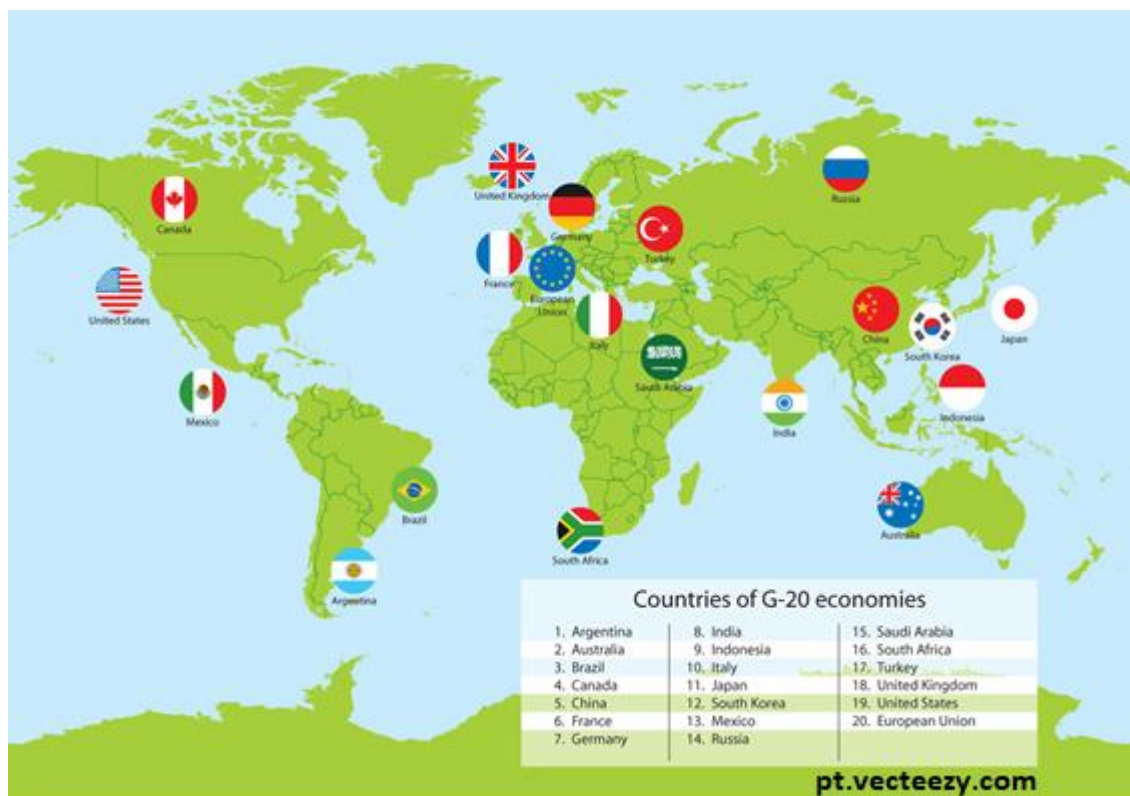 United Kingdom
Canada
Russia
Germany
Turkey
France
European
Union
United States
Italy
China
Japan
South Korea
Saudi Arabia
Mexico
India
Indonesia
Brazil
Australia
South Africa
Argentina
Countries of G-20 economies
1. Argentina
2. Australia
3. Brazil
4. Canada
5. China
6. France
7. Germany
8. India
9. Indonesia
10. Italy
11. Japan
12. South Korea
13. Mexico
14. Russia
15. Saudi Arabia
16. South Africa
17. Turkey
18. United Kingdom
19. United States
20. European Union
pt.vecteezy.com